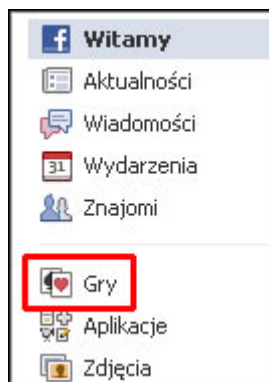 Witamy
Aktualności
Wiadomości
31 Wydarzenia
Znajomi
Gry
Aplikacje
Zdjęcia